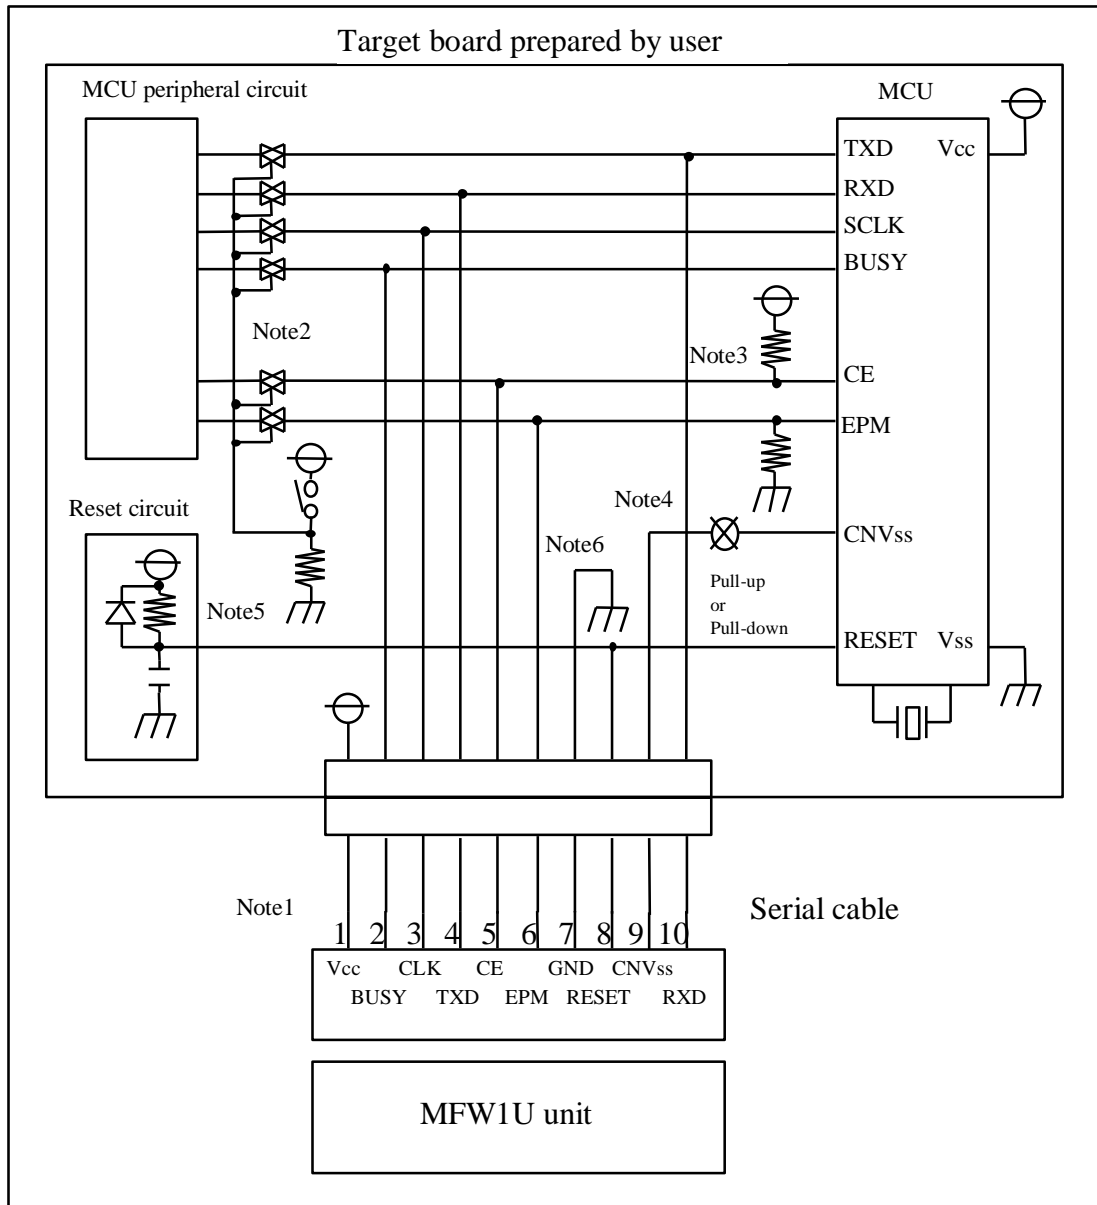 Target board prepared by user
MCU peripheral circuit
MCU
TXD Vcc
RXD
SCLK
BUSY
Note2
Note3
CE
EPM
Reset circuit
Note4
CNVss
Note6
Pull-up
or
Pull-down
Note5
RESET Vss
Note1
Serial cable
1 2 3 4 5 6 7 8 9 10
Vcc CLK CE GND CNVss
BUSY TXD EPM RESET RXD
MFW1U unit